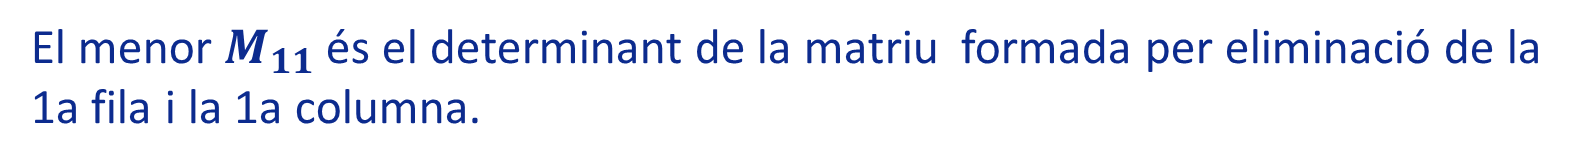 El menor M₁₁ és el determinant de la matriu  formada per eliminació de la
1a fila i la 1a columna.